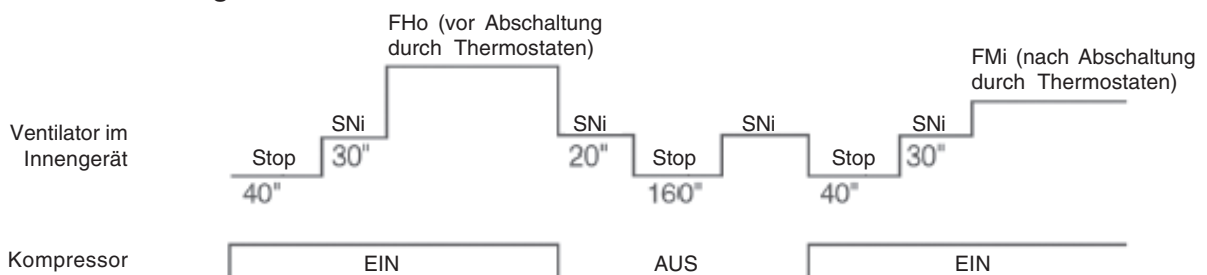 FHo (vor Abschaltung
durch Thermostaten)
FMi (nach Abschaltung
durch Thermostaten)
Ventilator im
Innengerät
Stop
40"
SNi
30"
SNi
20"
Stop
160"
SNi
Stop
40"
SNi
30"
Kompressor
EIN
AUS
EIN